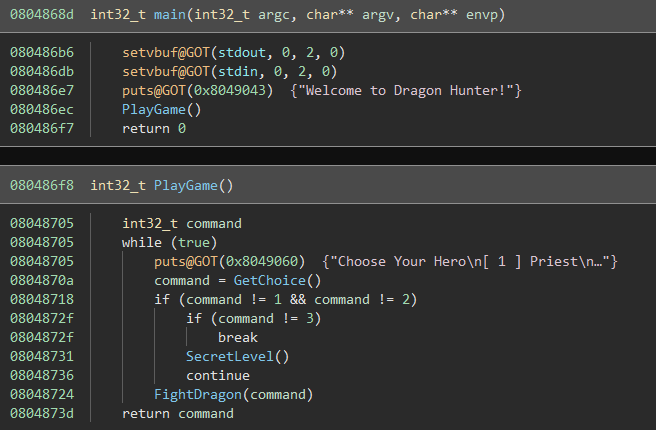 0804868d int32_t main(int32_t argc, char** argv, char** envp)
080486b6 setvbuf@GOT(stdout, 0, 2, 0)
080486db setvbuf@GOT(stdin, 0, 2, 0)
080486e7 puts@GOT(0x8049043) {"Welcome to Dragon Hunter!"}
080486ec PlayGame()
080486f7 return 0
080486f8 int32_t PlayGame()
08048705 int32_t command
08048705 while (true)
08048705 puts@GOT(0x8049060) {"Choose Your Hero\n[ 1 ] Priest\n…"}
0804870a command = GetChoice()
08048718 if (command != 1 && command != 2)
0804872f if (command != 3)
0804872f break
08048731 SecretLevel()
08048736 continue
08048724 FightDragon(command)
0804873d return command